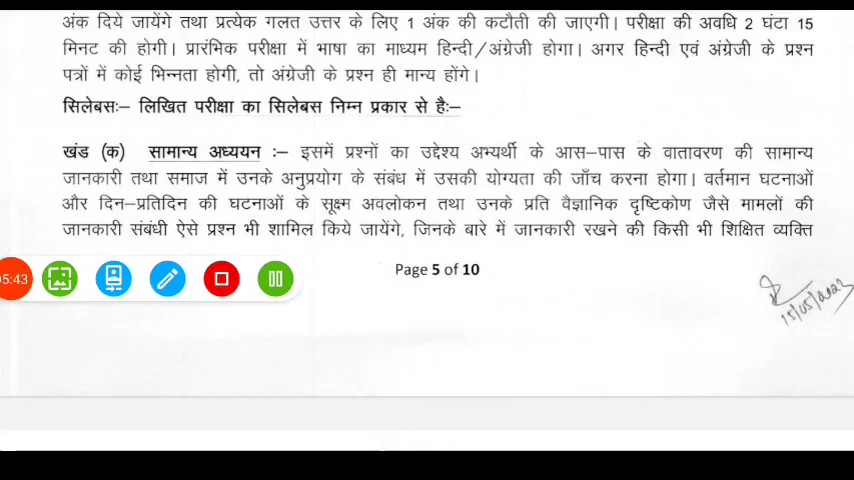 अंक दिये जायेंगे तथा प्रत्येक गलत उत्तर के लिए 1 अंक की कटौती की जाएगी। परीक्षा की अवधि 2 घंटा 15
मिनट की होगी। प्रारंभिक परीक्षा में भाषा का माध्यम हिन्दी/अंग्रेजी होगा। अगर हिन्दी एवं अंग्रेजी के प्रश्न
पत्रों में कोई भिन्नता होगी, तो अंग्रेजी के प्रश्न ही मान्य होंगे।
सिलेबसः– लिखित परीक्षा का सिलेबस निम्न प्रकार से हैः–
खंड (क) सामान्य अध्ययन :– इसमें प्रश्नों का उद्देश्य अभ्यर्थी के आस–पास के वातावरण की सामान्य
जानकारी तथा समाज में उनके अनुप्रयोग के संबंध में उसकी योग्यता की जाँच करना होगा। वर्तमान घटनाओं
और दिन–प्रतिदिन की घटनाओं के सूक्ष्म अवलोकन तथा उनके प्रति वैज्ञानिक दृष्टिकोण जैसे मामलों की
जानकारी संबंधी ऐसे प्रश्न भी शामिल किये जायेंगे, जिनके बारे में जानकारी रखने की किसी भी शिक्षित व्यक्ति
05:43
Page 5 of 10
15/05/2023